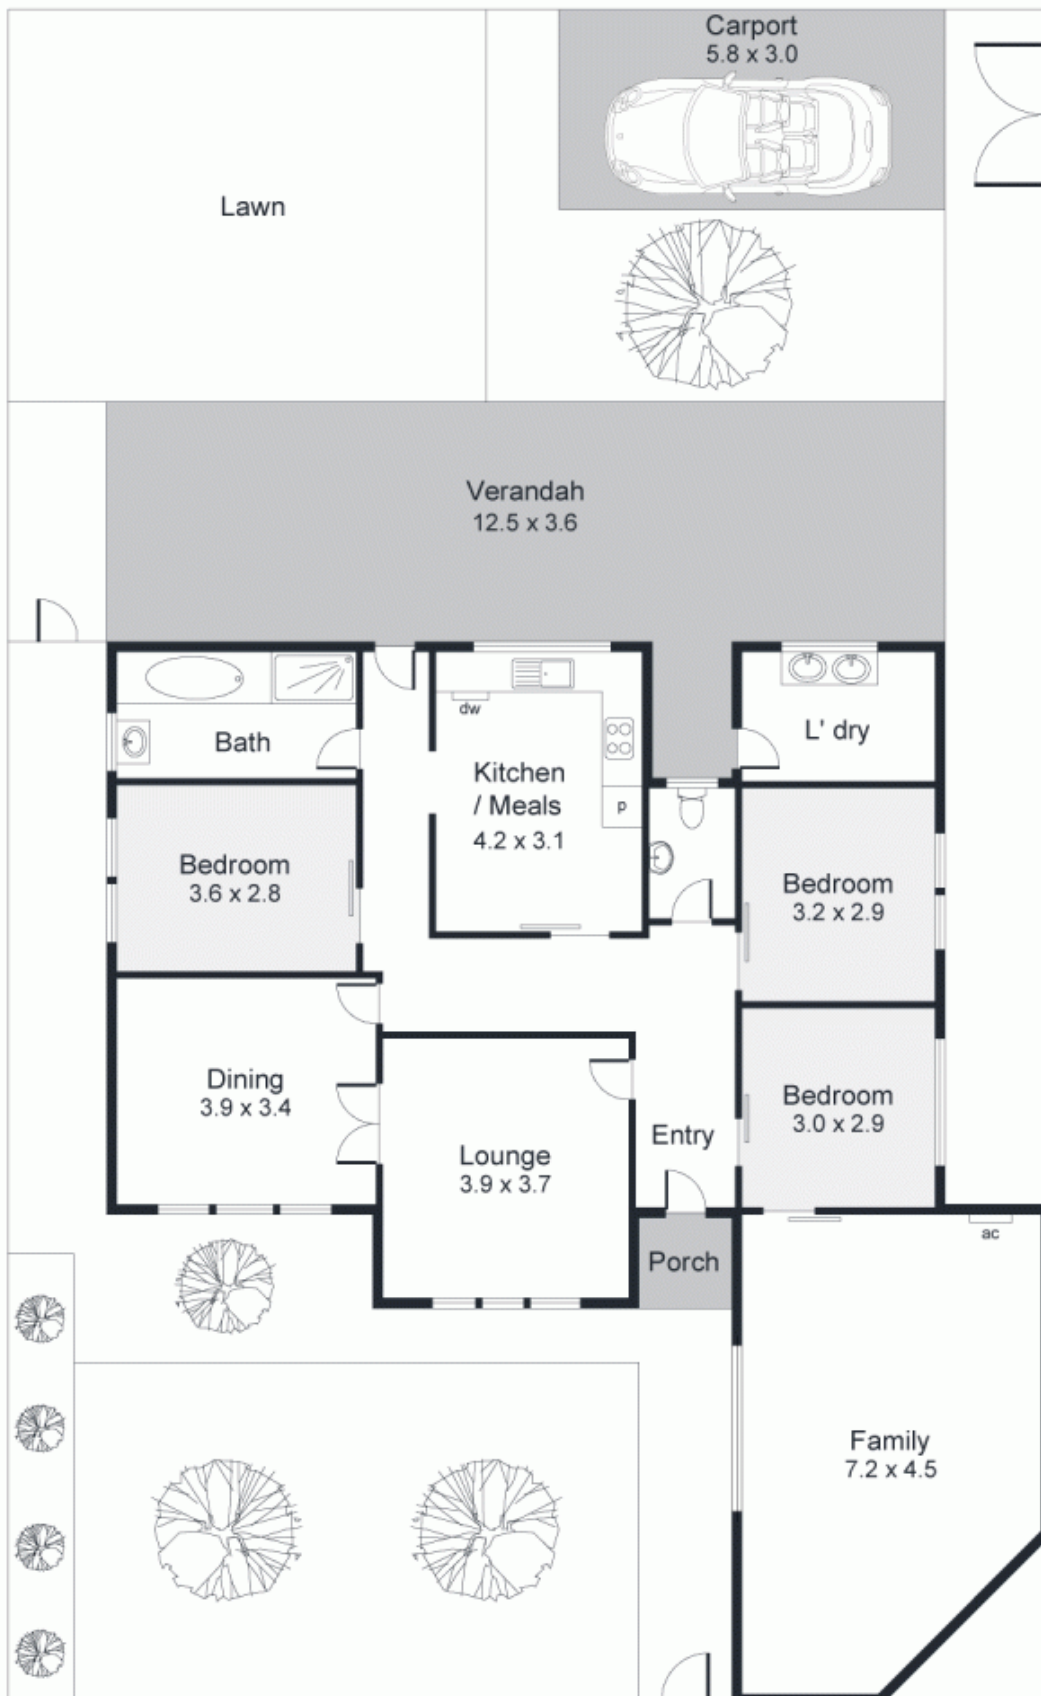 Carport
5.8 x 3.0
Lawn
Verandah
12.5 x 3.6
dw
Bath
L' dry
Kitchen
/ Meals
4.2 x 3.1
p
Bedroom
3.6 x 2.8
Bedroom
3.2 x 2.9
Dining
3.9 x 3.4
Bedroom
3.0 x 2.9
Entry
Lounge
3.9 x 3.7
ac
Porch
Family
7.2 x 4.5